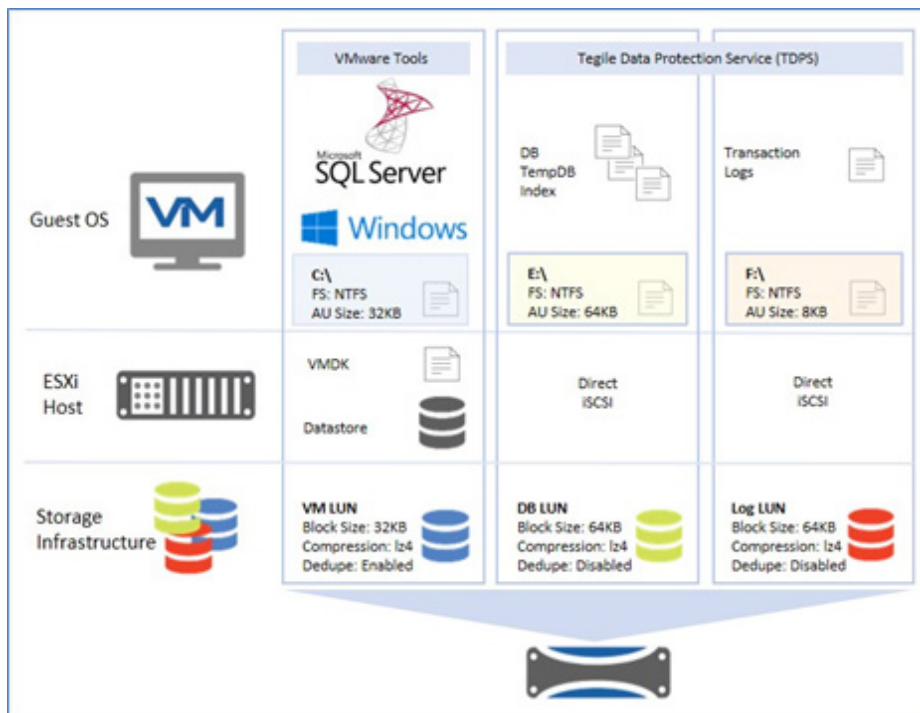 VMware Tools
Tegile Data Protection Service (TDPS)
Microsoft
SQL Server
Windows
DB
TempDB
Index
Transaction
Logs
Guest OS
VM
C:\
FS: NTFS
AU Size: 32KB
E:\
FS: NTFS
AU Size: 64KB
F:\
FS: NTFS
AU Size: 8KB
ESXi
Host
VMDK
Datastore
Direct
iSCSI
Direct
iSCSI
Storage
Infrastructure
VM LUN
Block Size: 32KB
Compression: lz4
Dedupe: Enabled
DB LUN
Block Size: 64KB
Compression: lz4
Dedupe: Disabled
Log LUN
Block Size: 64KB
Compression: lz4
Dedupe: Disabled